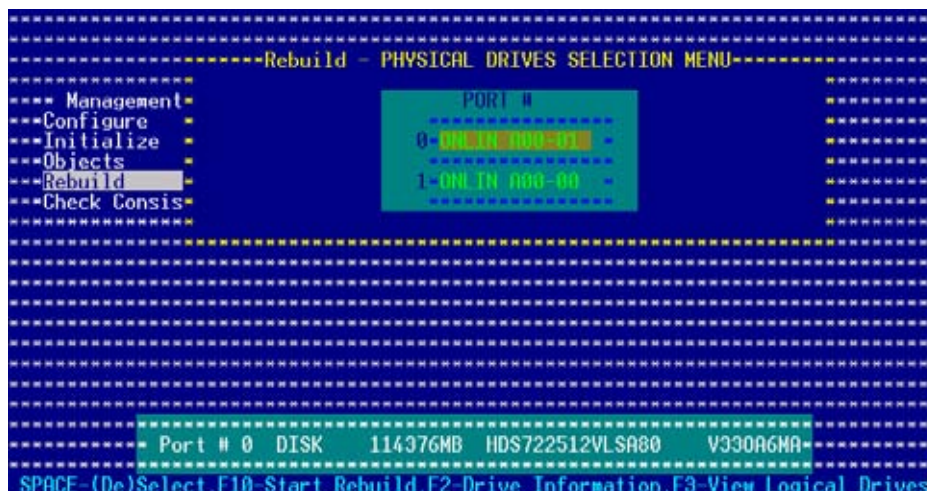 Rebuild - PHYSICAL DRIVES SELECTION MENU
Management
Configure
Initialize
Objects
Rebuild
Check Consis
PORT #
0 ONLIN A00-01
1 ONLIN A00-00
Port # 0 DISK 114376MB HDS722512VLSA80 V33OA6MA
SPACE-(De)Select,F10-Start Rebuild,F2-Drive Information,F3-View Logical Drives